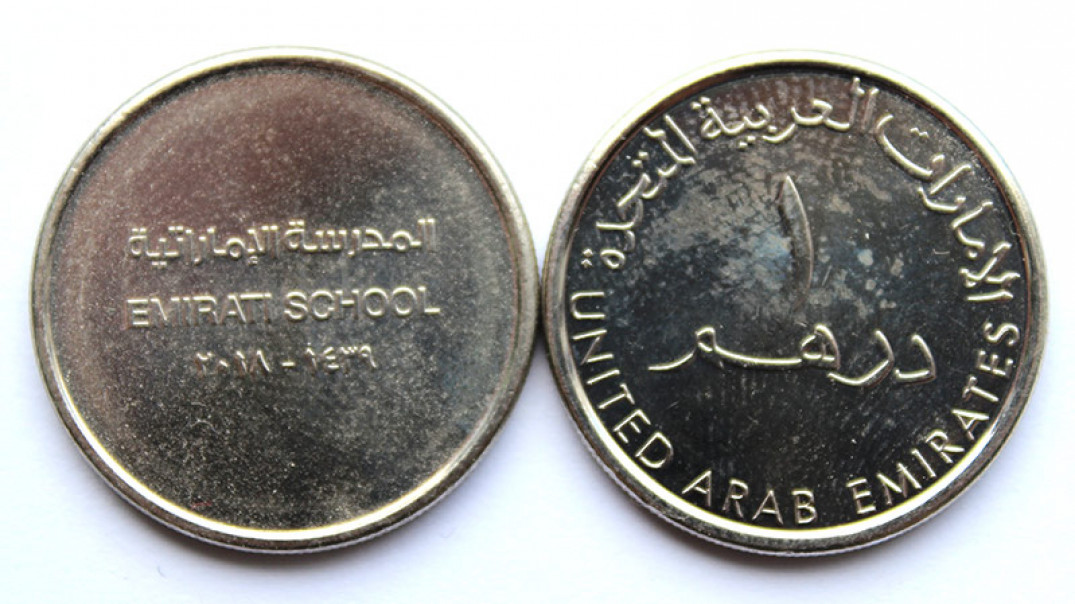 المدرسة الإماراتية
EMIRATI SCHOOL
٢٠١٨ - ١٤٣٩
الإمارات العربية المتحدة
١
درهم
UNITED ARAB EMIRATES